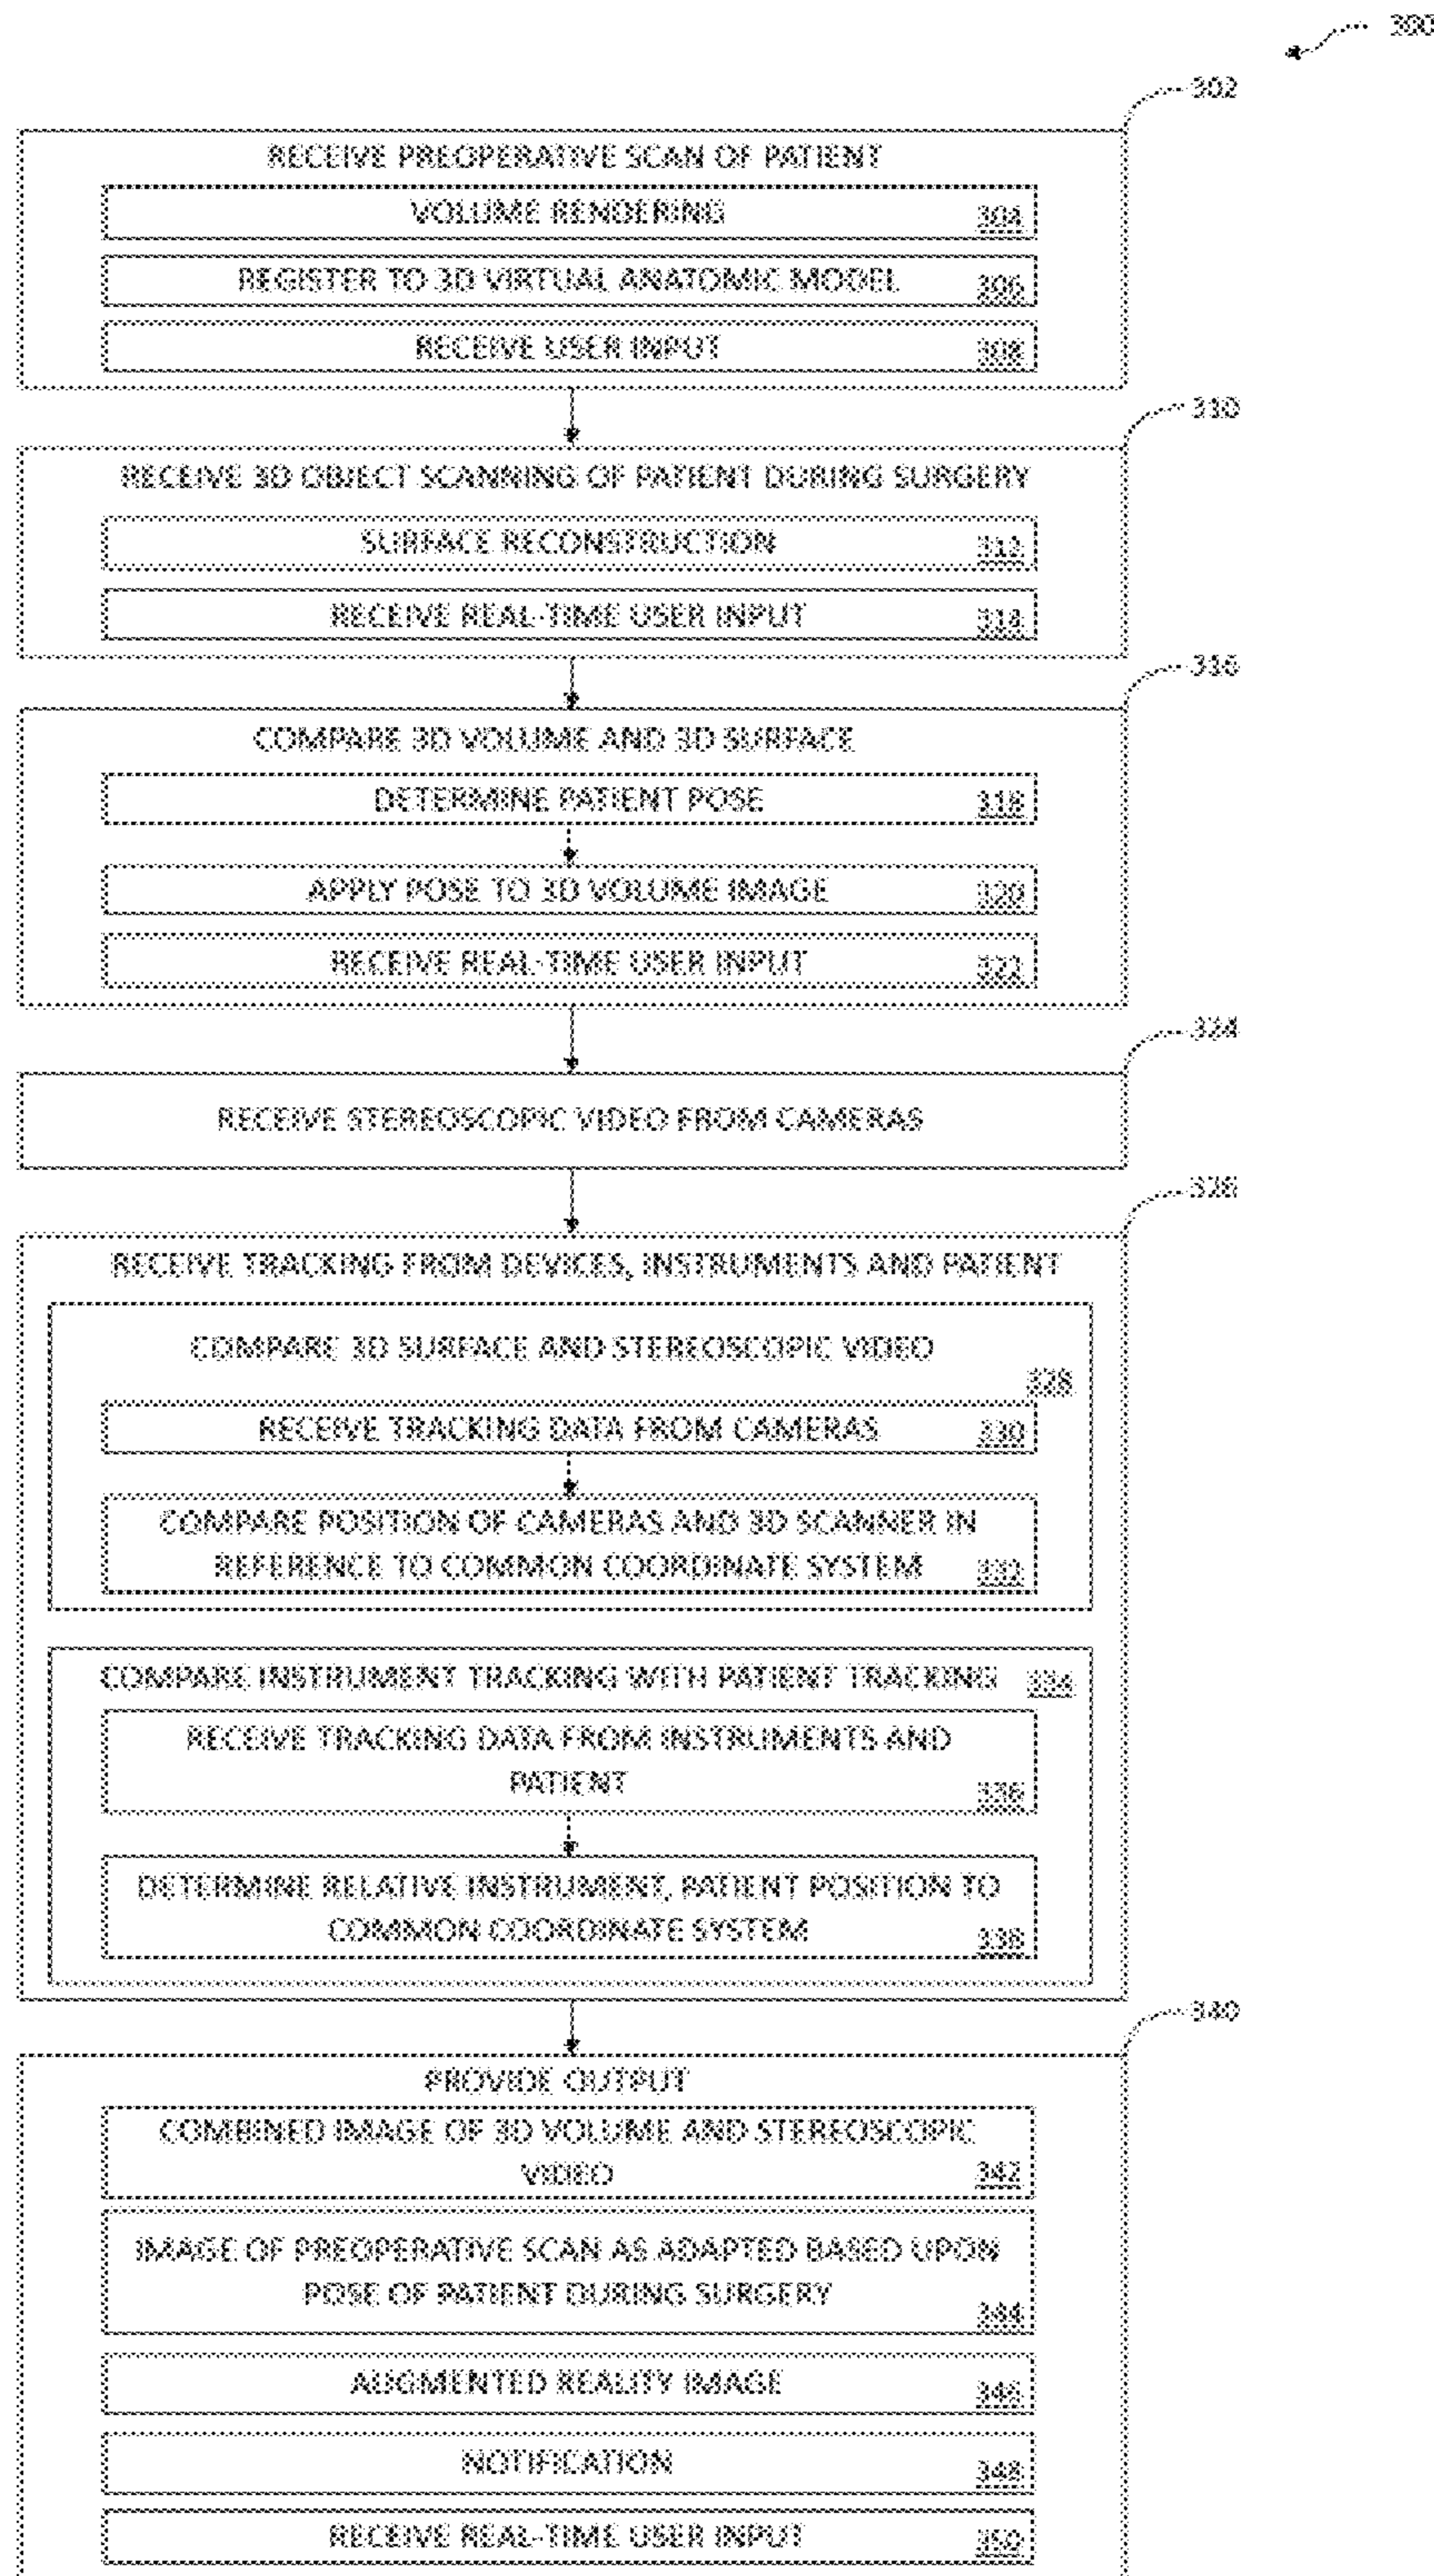 300
302
RECEIVE PREOPERATIVE SCAN OF PATIENT
VOLUME RENDERING 304
REGISTER TO 3D VIRTUAL ANATOMIC MODEL 306
RECEIVE USER INPUT 308
310
RECEIVE 3D OBJECT SCANNING OF PATIENT DURING SURGERY
SURFACE RECONSTRUCTION 312
RECEIVE REAL-TIME USER INPUT 314
316
COMPARE 3D VOLUME AND 3D SURFACE
DETERMINE PATIENT POSE 318
APPLY POSE TO 3D VOLUME IMAGE 320
RECEIVE REAL-TIME USER INPUT 322
324
RECEIVE STEREOSCOPIC VIDEO FROM CAMERAS
326
RECEIVE TRACKING FROM DEVICES, INSTRUMENTS AND PATIENT
COMPARE 3D SURFACE AND STEREOSCOPIC VIDEO
328
RECEIVE TRACKING DATA FROM CAMERAS 330
COMPARE POSITION OF CAMERAS AND 3D SCANNER IN
REFERENCE TO COMMON COORDINATE SYSTEM 332
COMPARE INSTRUMENT TRACKING WITH PATIENT TRACKING 334
RECEIVE TRACKING DATA FROM INSTRUMENTS AND
PATIENT 336
DETERMINE RELATIVE INSTRUMENT, PATIENT POSITION TO
COMMON COORDINATE SYSTEM 338
340
PROVIDE OUTPUT
COMBINED IMAGE OF 3D VOLUME AND STEREOSCOPIC
VIDEO 342
IMAGE OF PREOPERATIVE SCAN AS ADAPTED BASED UPON
POSE OF PATIENT DURING SURGERY
344
AUGMENTED REALITY IMAGE 346
NOTIFICATION 348
RECEIVE REAL-TIME USER INPUT 350